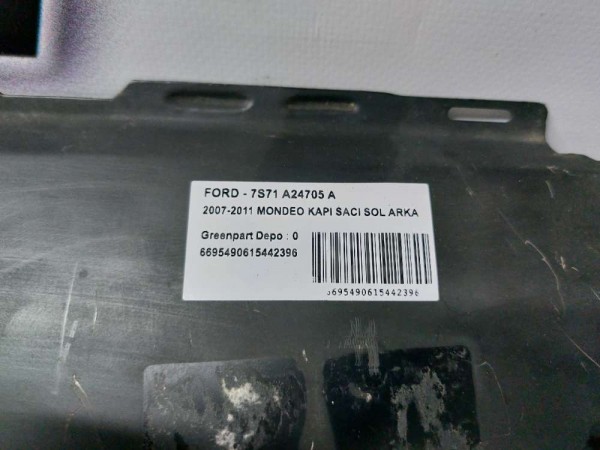 FORD - 7S71 A24705 A
2007-2011 MONDEO KAPI SACI SOL ARKA
Greenpart Depo : 0
6695490615442396
6695490615442396